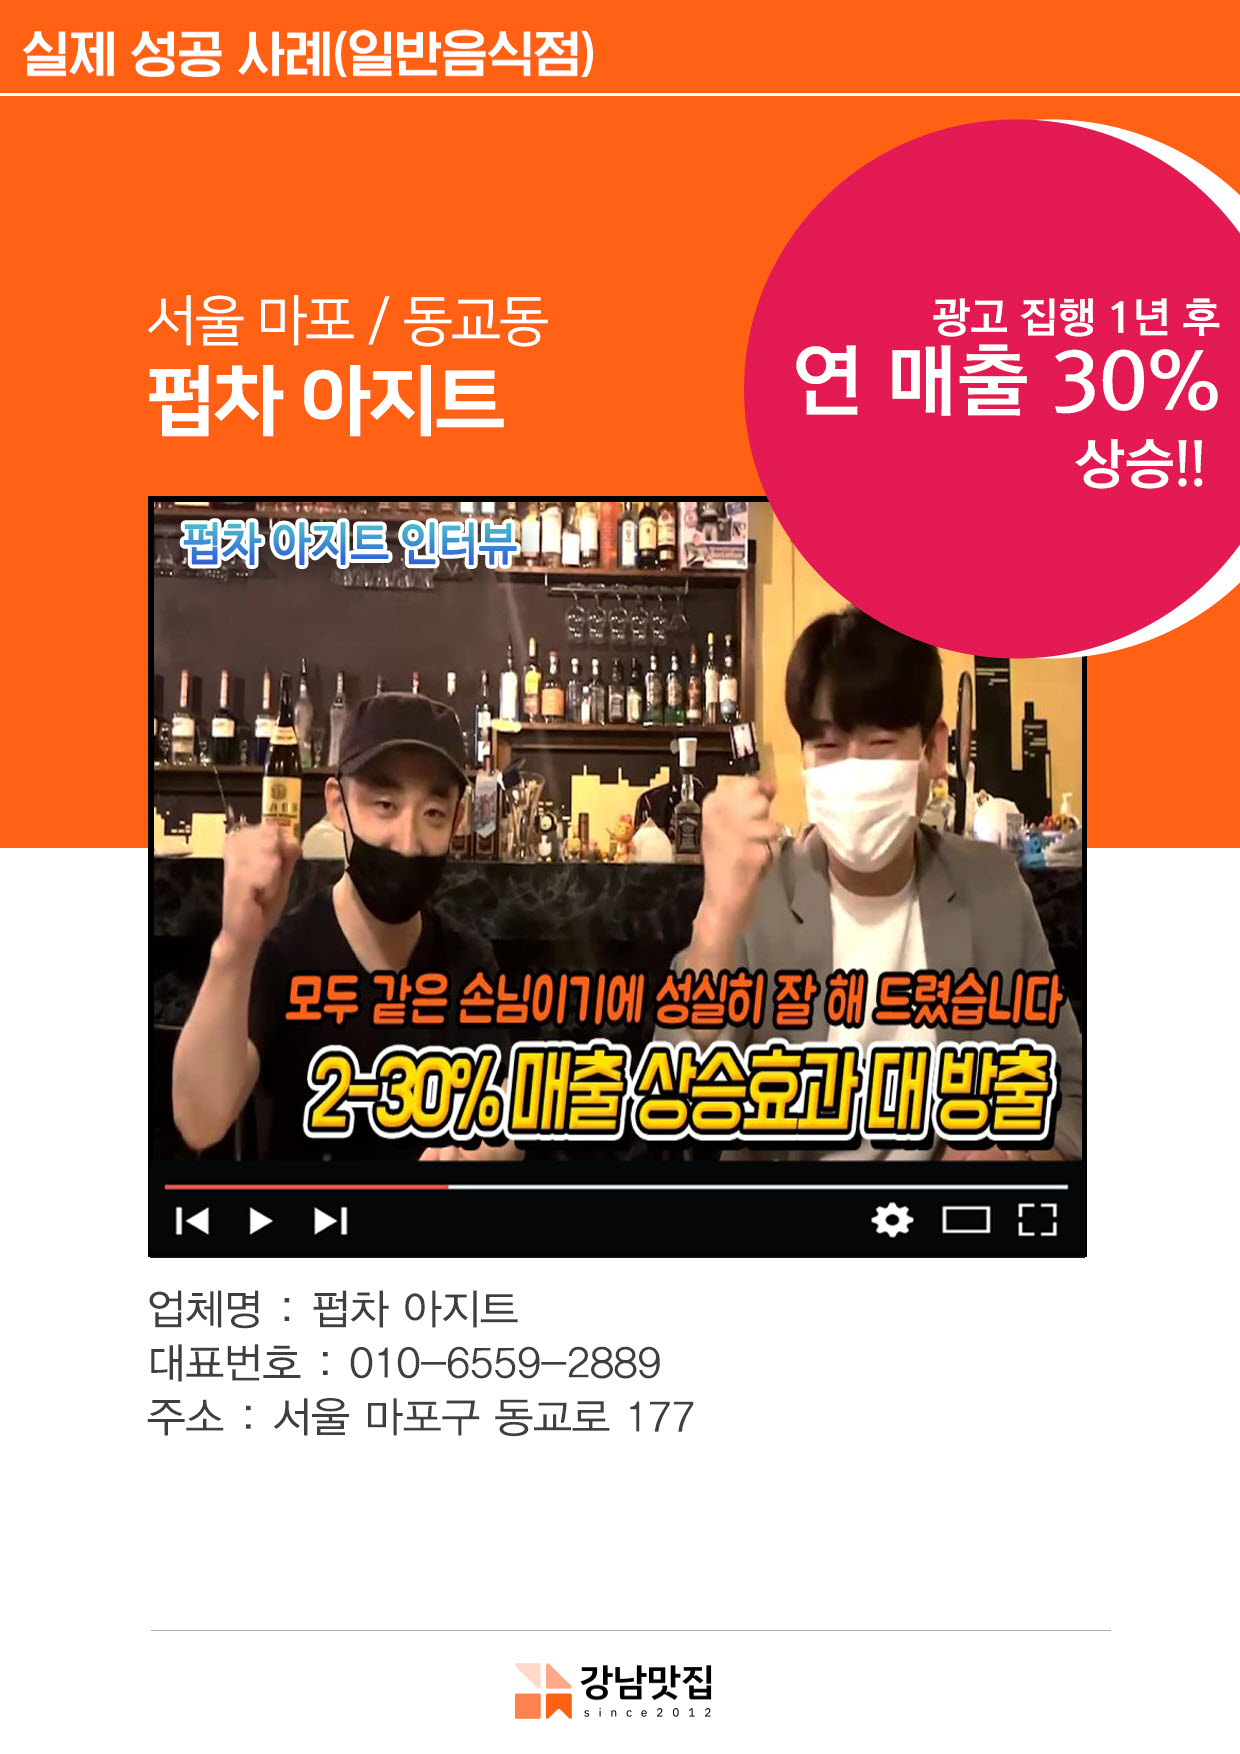 실제 성공 사례(일반음식점)
서울 마포 / 동교동
펍차 아지트
광고 집행 1년 후
연 매출 30%
상승!!
펍차 아지트 인터뷰
모두 같은 손님이기에 성실히 잘 해 드렸습니다
2-30% 매출 상승효과 대 방출
업체명 : 펍차 아지트
대표번호 : 010-6559-2889
주소 : 서울 마포구 동교로 177
강남맛집
since2012